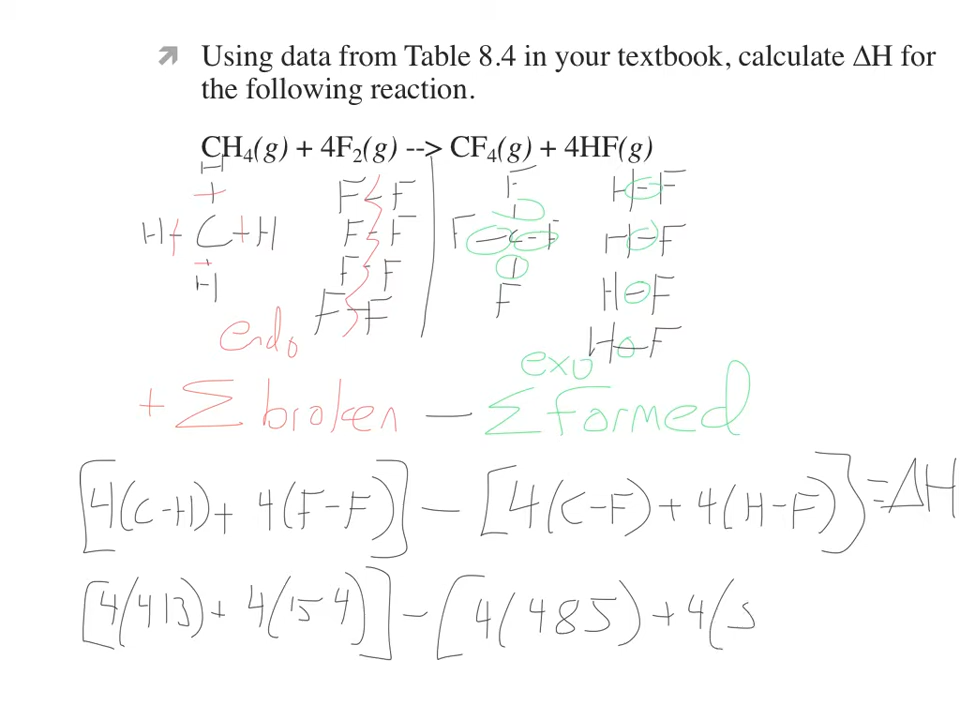 Using data from Table 8.4 in your textbook, calculate ΔH for
the following reaction.
CH₄(g) + 4F₂(g) --> CF₄(g) + 4HF(g)
H
F-F
F
H-F
H C H
F-F
F-C-F
H-F
F-F
H
F
H-F
F-F
H-F
endo
exo
+ Σ broken - Σ formed
[4(C-H)+ 4(F-F)] - [4(C-F)+4(H-F)] = ΔH
[4(413)+ 4(154)] - [4(485)+4(5